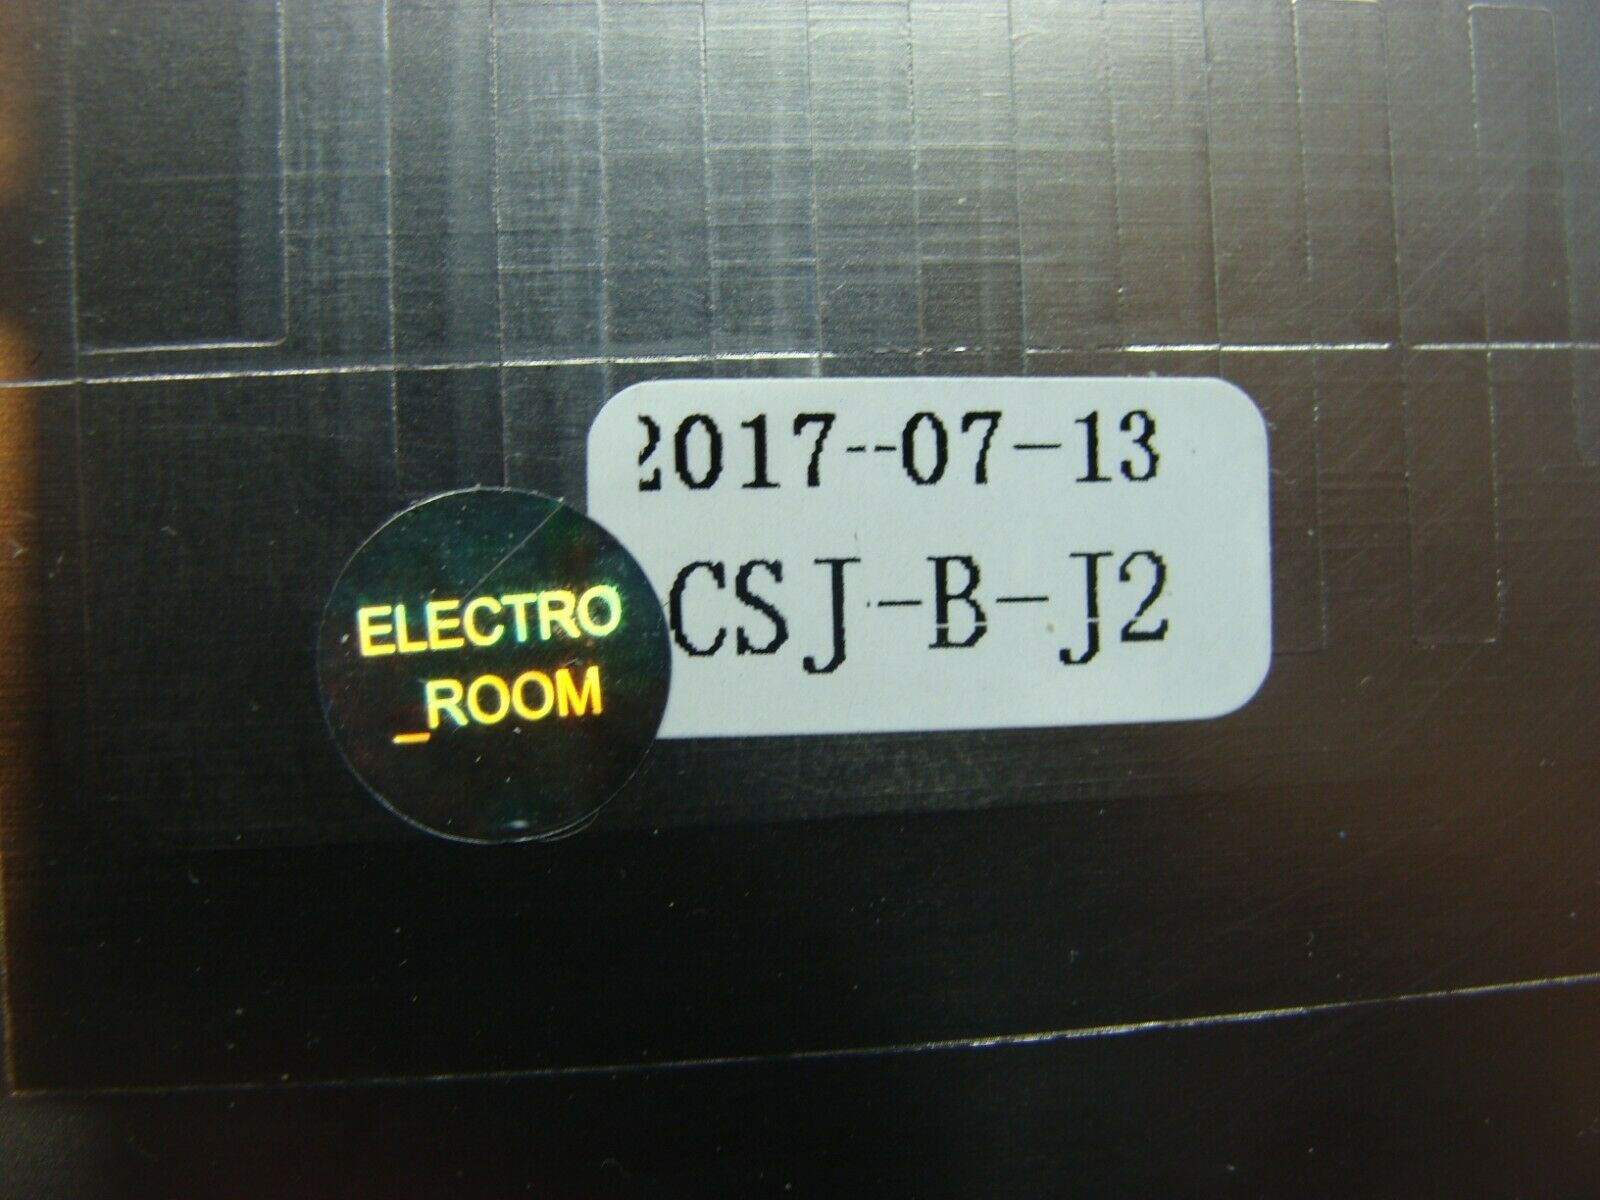 2017--07-13
CSJ-B-J2
ELECTRO
_ROOM